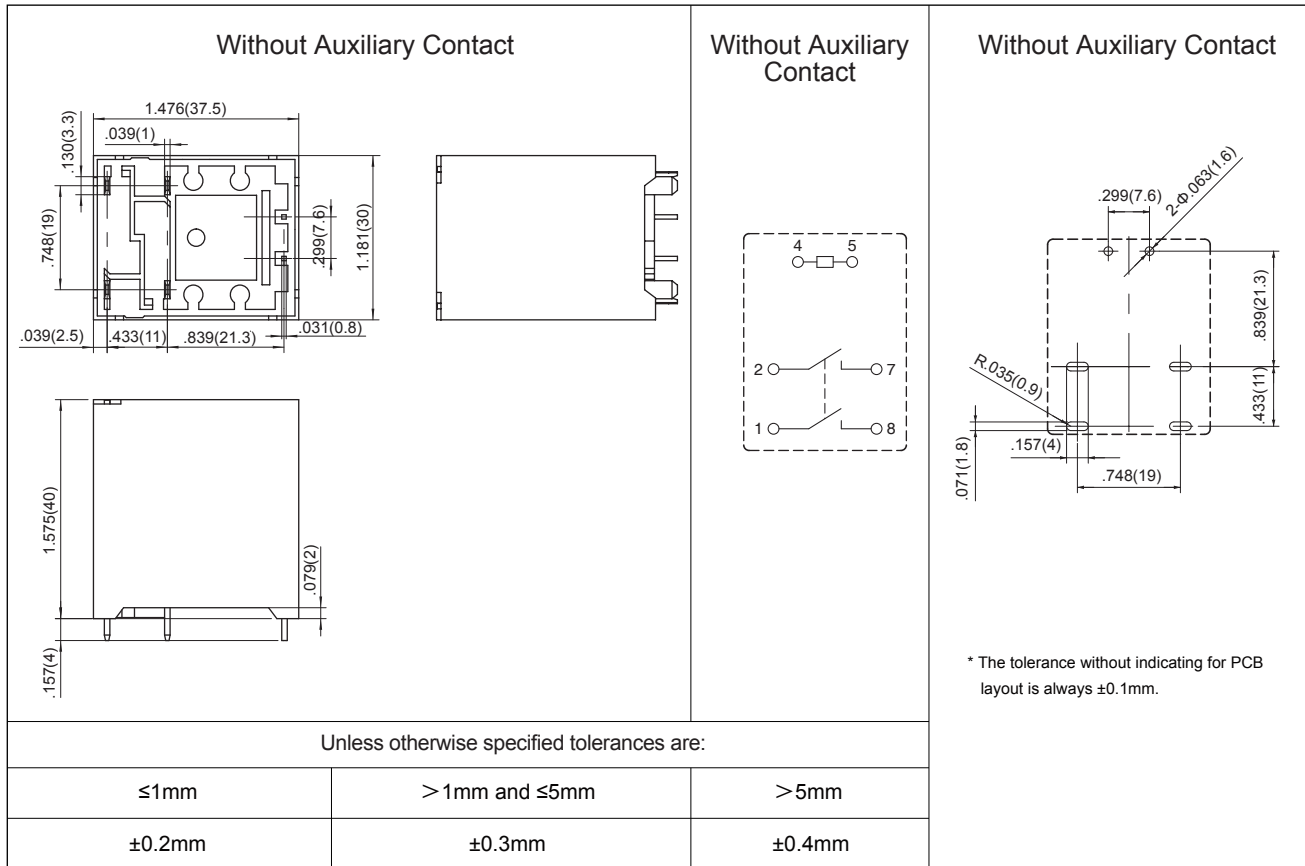 Without Auxiliary Contact
1.476(37.5)
.039(1)
.130(3.3)
.748(19)
.299(7.6)
1.181(30)
.039(2.5)
.433(11)
.839(21.3)
.031(0.8)
1.575(40)
.079(2)
.157(4)
Without Auxiliary
Contact
4 5
2 7
1 8
Without Auxiliary Contact
2-Φ.063(1.6)
.299(7.6)
.839(21.3)
R.035(0.9)
.433(11)
.071(1.8)
.157(4)
.748(19)
* The tolerance without indicating for PCB
layout is always ±0.1mm.
Unless otherwise specified tolerances are:
≤1mm >1mm and ≤5mm >5mm
±0.2mm ±0.3mm ±0.4mm